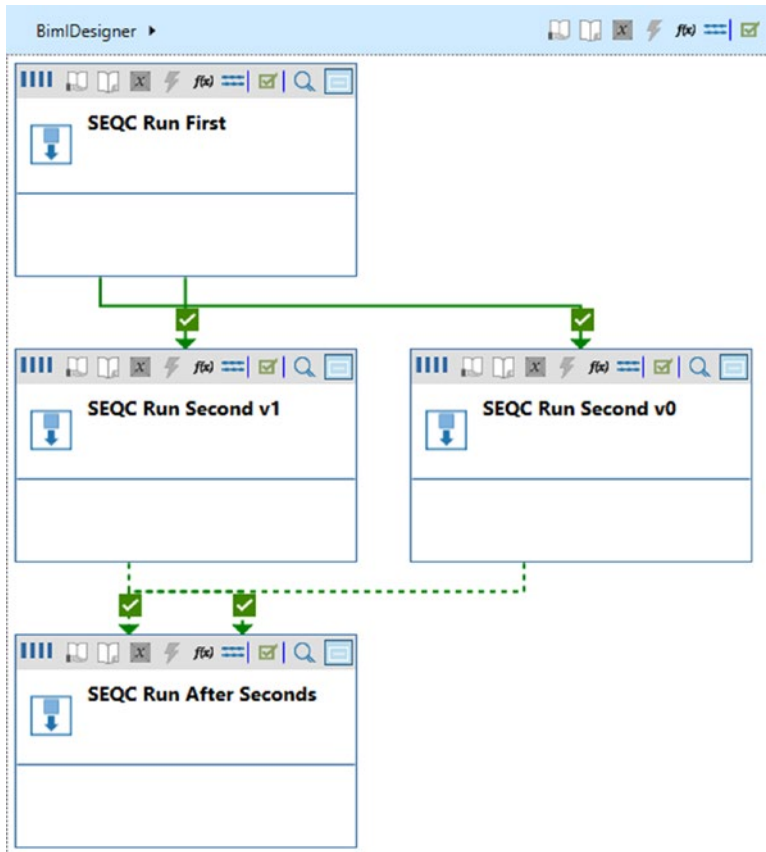 BimlDesigner
x f(x)
x f(x)
SEQC Run First
x f(x) x f(x)
SEQC Run Second v1 SEQC Run Second v0
x f(x)
SEQC Run After Seconds